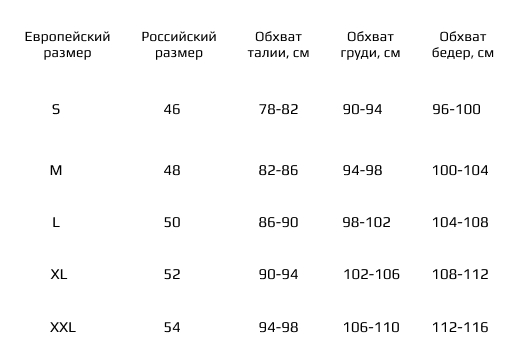 Европейский Российский Обхват Обхват Обхват
размер размер талии, см груди, см бедер, см
S 46 78-82 90-94 96-100
M 48 82-86 94-98 100-104
L 50 86-90 98-102 104-108
XL 52 90-94 102-106 108-112
XXL 54 94-98 106-110 112-116